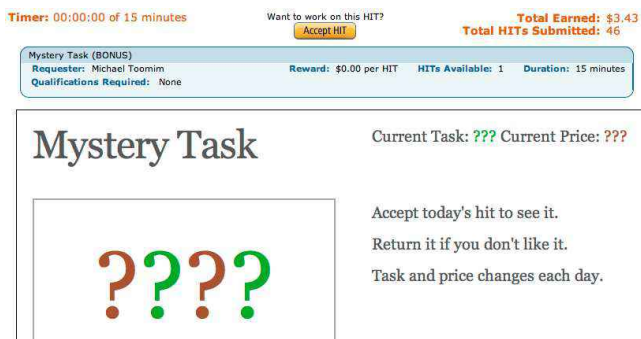 Timer: 00:00:00 of 15 minutes
Want to work on this HIT?
Accept HIT
Total Earned: $3.43
Total HITs Submitted: 46
Mystery Task (BONUS)
Requester: Michael Toomim Reward: $0.00 per HIT HITs Available: 1 Duration: 15 minutes
Qualifications Required: None
Mystery Task
Current Task: ??? Current Price: ???
????
Accept today's hit to see it.
Return it if you don't like it.
Task and price changes each day.